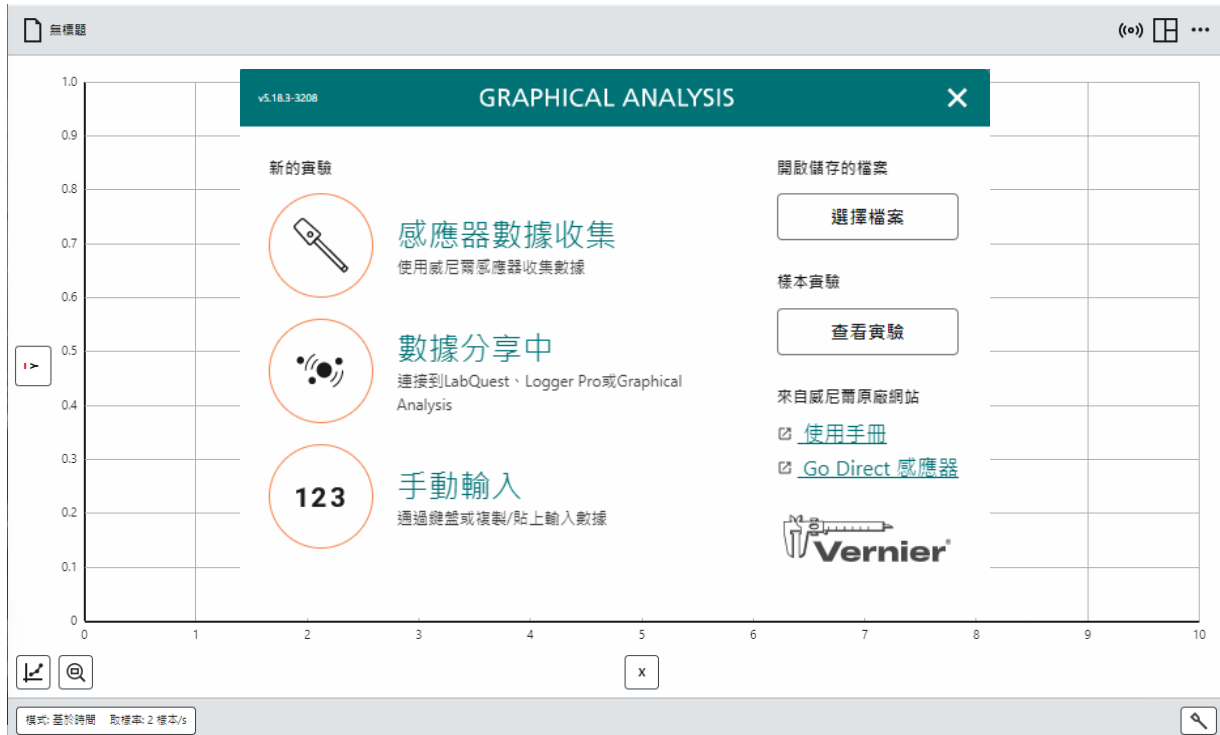 無標題
v5.18.3-3208
GRAPHICAL ANALYSIS
新的實驗
感應器數據收集
使用威尼爾感應器收集數據
數據分享中
連接到LabQuest、Logger Pro或Graphical
Analysis
123
手動輸入
通過鍵盤或複製/貼上輸入數據
開啟儲存的檔案
選擇檔案
樣本實驗
查看實驗
來自威尼爾原廠網站
使用手冊
Go Direct 感應器
Vernier®
1.0
0.9
0.8
0.7
0.6
0.5
0.4
0.3
0.2
0.1
0
Y
0 1 2 3 4 5 6 7 8 9 10
X
模式: 基於時間 取樣率: 2 樣本/s